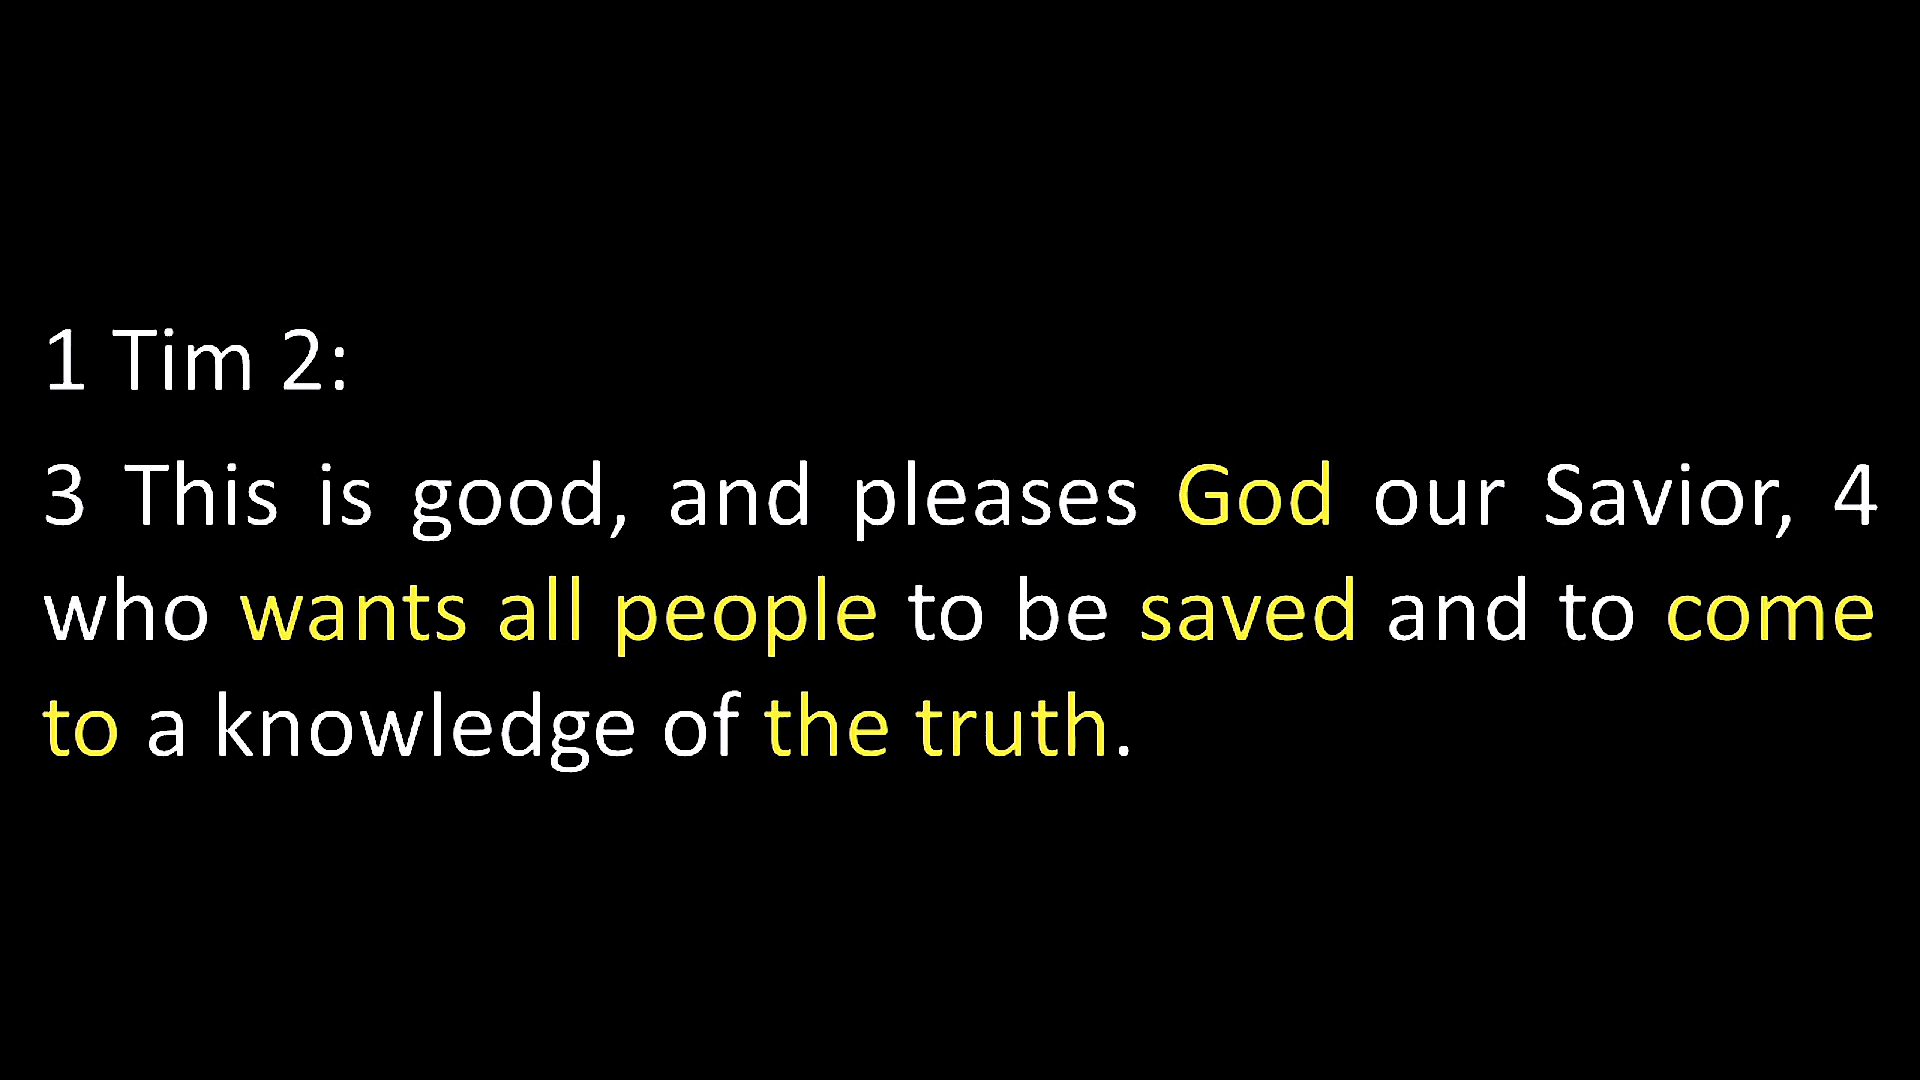 1 Tim 2:
3 This is good, and pleases God our Savior, 4
who wants all people to be saved and to come
to a knowledge of the truth.